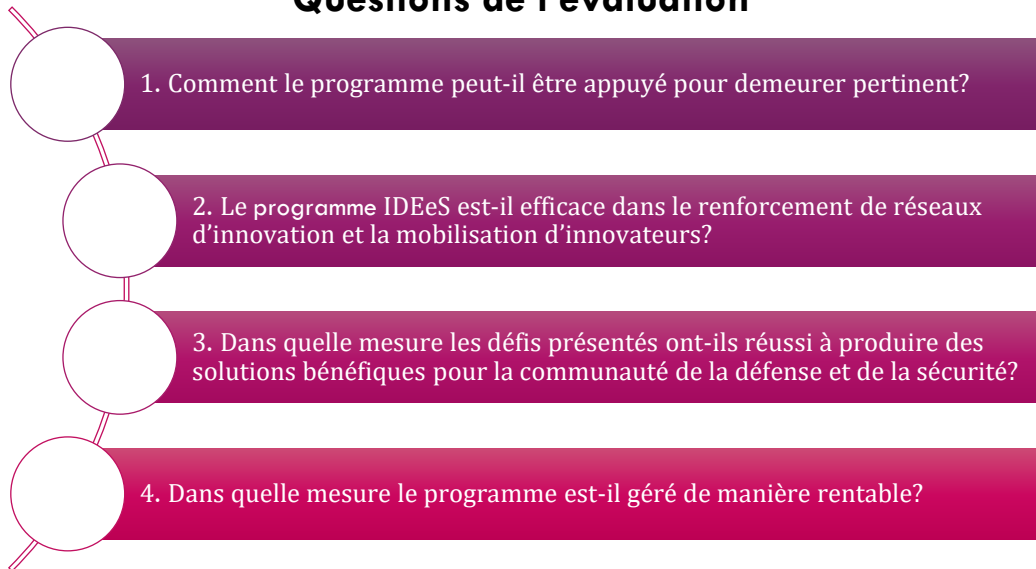 Questions de l'évaluation
1. Comment le programme peut-il être appuyé pour demeurer pertinent?
2. Le programme IDEeS est-il efficace dans le renforcement de réseaux
d’innovation et la mobilisation d’innovateurs?
3. Dans quelle mesure les défis présentés ont-ils réussi à produire des
solutions bénéfiques pour la communauté de la défense et de la sécurité?
4. Dans quelle mesure le programme est-il géré de manière rentable?